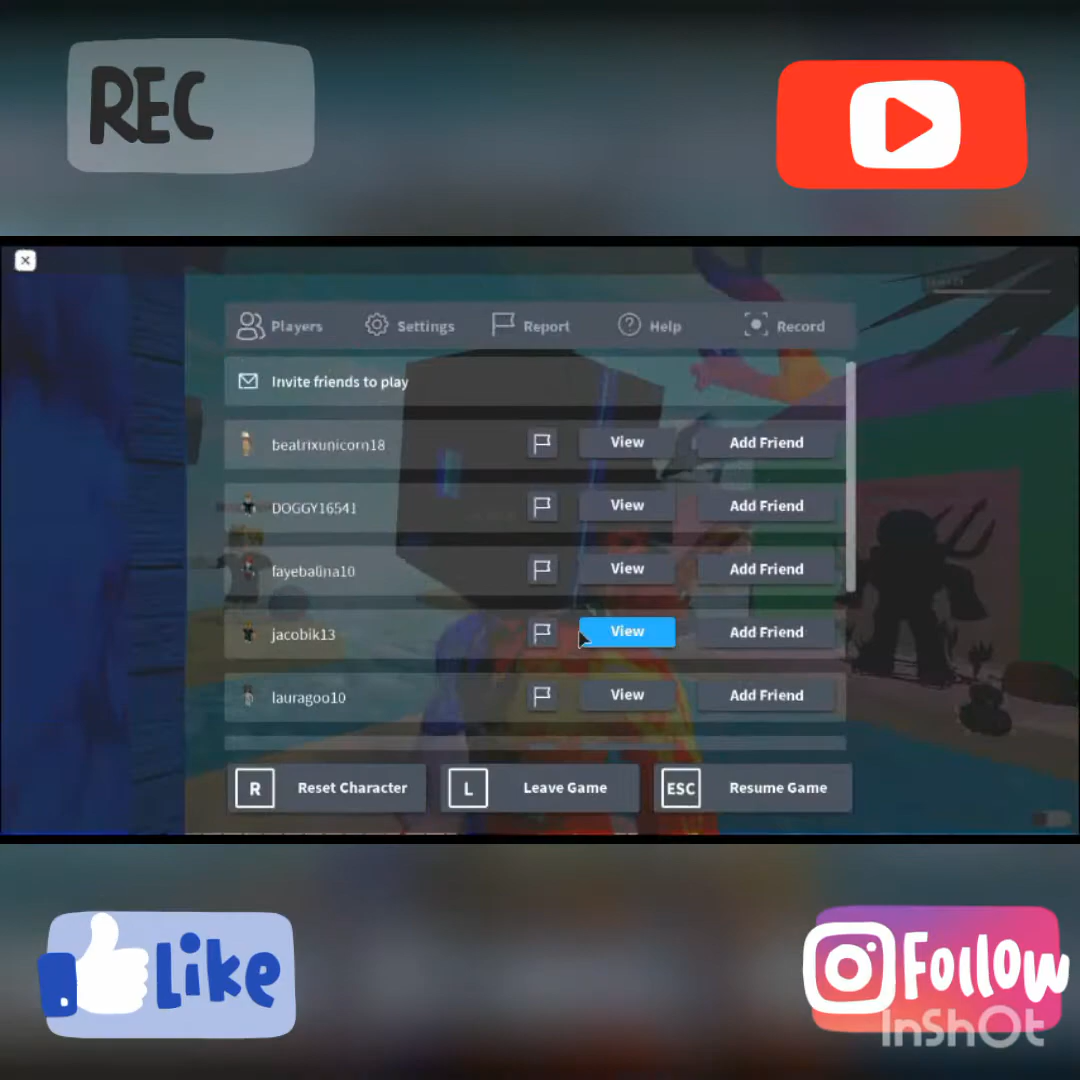 REC
Players Settings Report Help Record
Invite friends to play
beatrixunicorn18 View Add Friend
DOGGY16541 View Add Friend
fayebalina10 View Add Friend
jacobik13 View Add Friend
lauragoo10 View Add Friend
R Reset Character L Leave Game ESC Resume Game
Like
Follow
InShOt